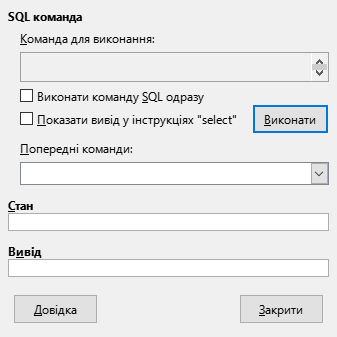 SQL команда
Команда для виконання:
Виконати команду SQL одразу
Показати вивід у інструкціях "select"
Виконати
Попередні команди:
Стан
Вивід
Довідка
Закрити